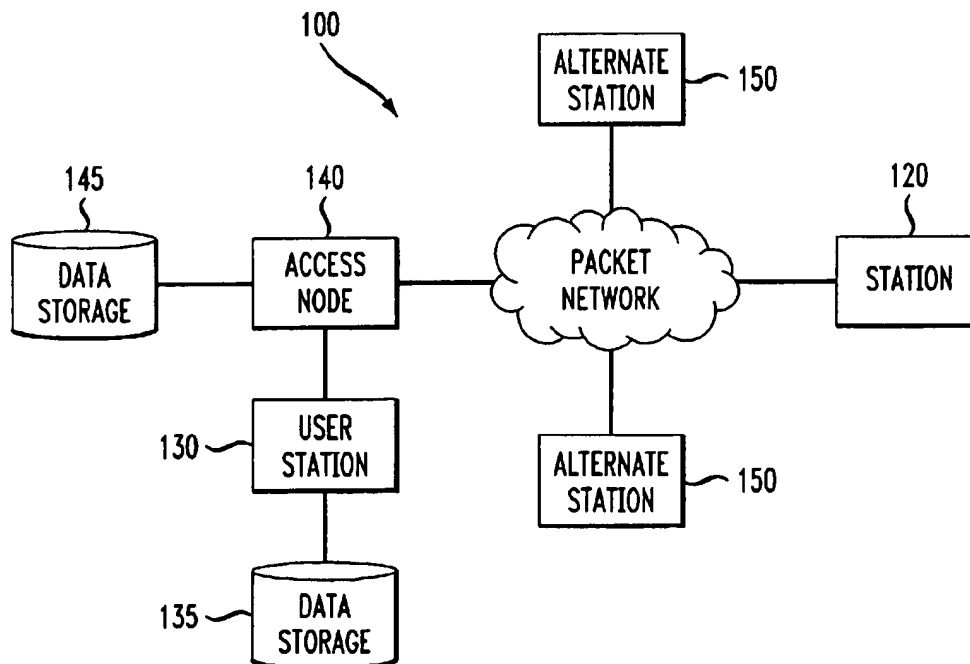 100
ALTERNATE
STATION
150
145
140
120
DATA
STORAGE
ACCESS
NODE
PACKET
NETWORK
STATION
130
USER
STATION
ALTERNATE
STATION
150
135
DATA
STORAGE